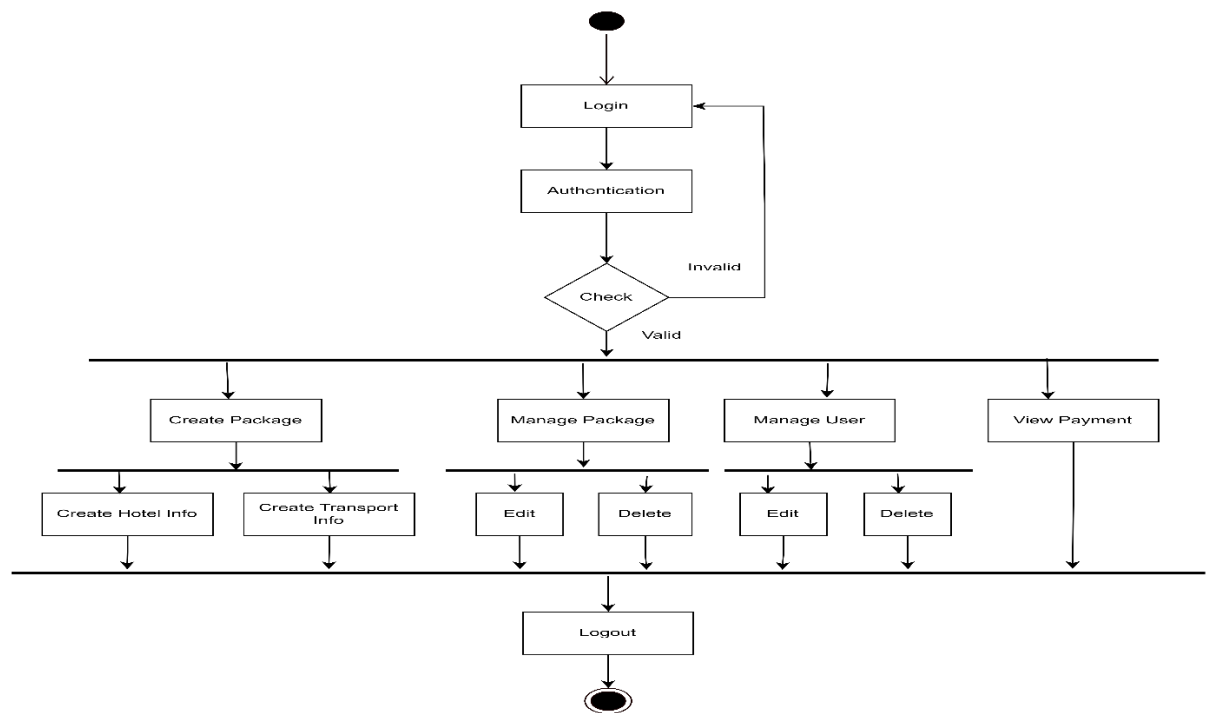 Login
Authentication
Invalid
Check
Valid
Create Package
Manage Package
Manage User
View Payment
Create Hotel Info
Create Transport
Info
Edit
Delete
Edit
Delete
Logout